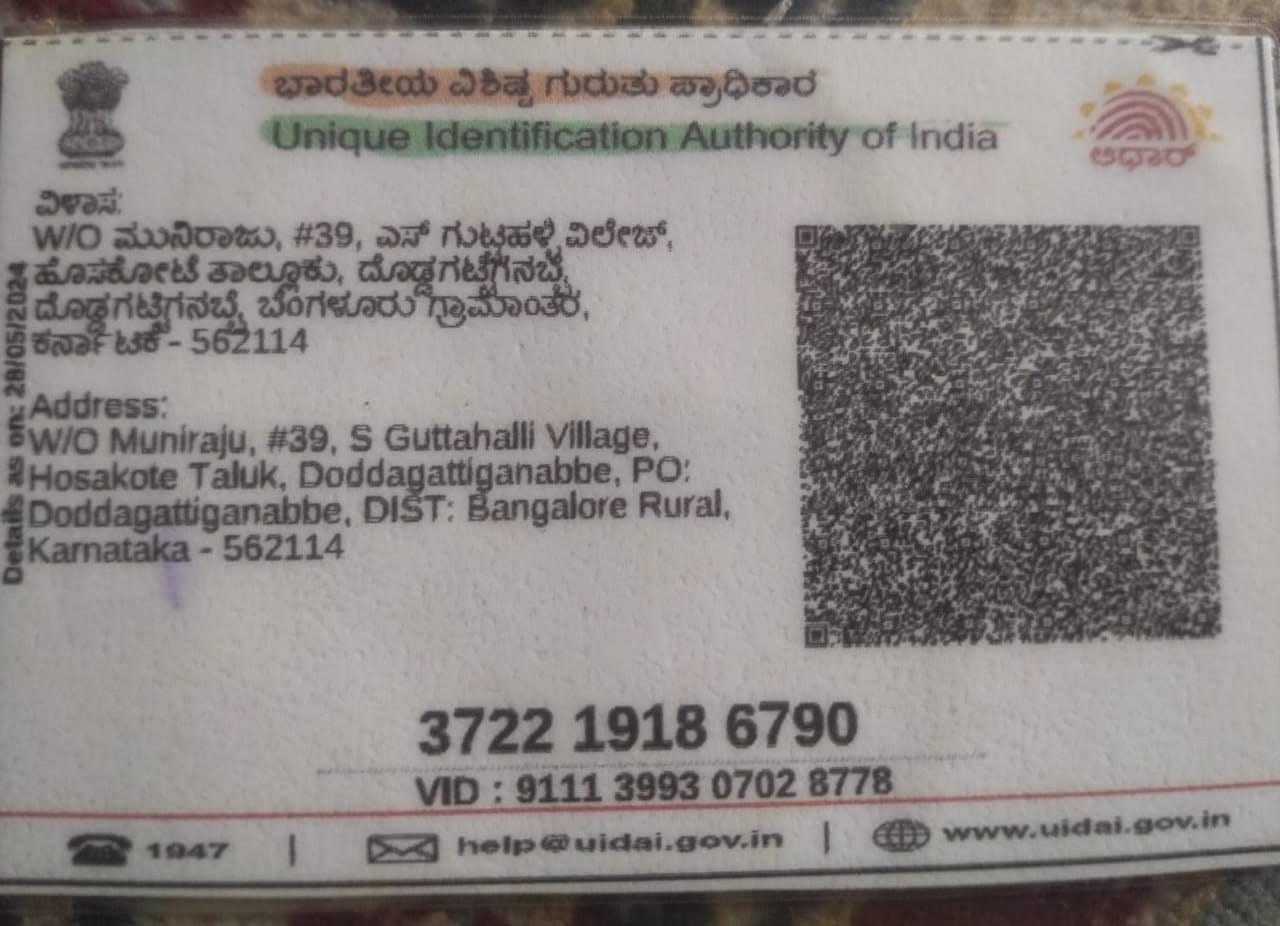 ಭಾರತೀಯ ವಿಶಿಷ್ಟ ಗುರುತು ಪ್ರಾಧಿಕಾರ
Unique Identification Authority of India
ಆಧಾರ್
ವಿಳಾಸ:
W/O ಮುನಿರಾಜು, #39, ಎಸ್ ಗುಟ್ಟಹಳ್ಳಿ ವಿಲೇಜ್,
ಹೊಸಕೋಟೆ ತಾಲ್ಲೂಕು, ದೊಡ್ಡಗಟ್ಟಿಗನಬ್ಬೆ,
ದೊಡ್ಡಗಟ್ಟಿಗನಬ್ಬೆ, ಬೆಂಗಳೂರು ಗ್ರಾಮಾಂತರ,
ಕರ್ನಾಟಕ - 562114
Address:
W/O Muniraju, #39, S Guttahalli Village,
Hosakote Taluk, Doddagattiganabbe, PO:
Doddagattiganabbe, DIST: Bangalore Rural,
Karnataka - 562114
Details as on: 28/05/2024
3722 1918 6790
VID : 9111 3993 0702 8778
1947 | help@uidai.gov.in | www.uidai.gov.in